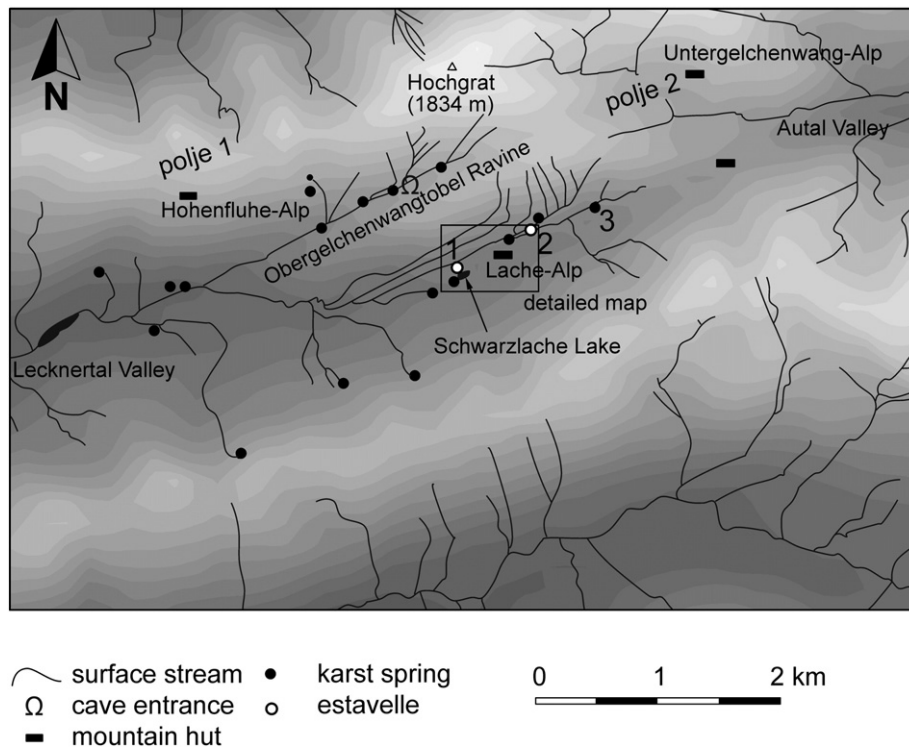 N
Hochgrat
(1834 m)
Untergelchenwang-Alp
polje 2
Autal Valley
polje 1
Hohenfluhe-Alp
Obergelchenwangtobel Ravine
Ω
1
2
3
Lache-Alp
detailed map
Schwarzlache Lake
Lecknertal Valley
surface stream
karst spring
0 1 2 km
Ω cave entrance
estavelle
mountain hut